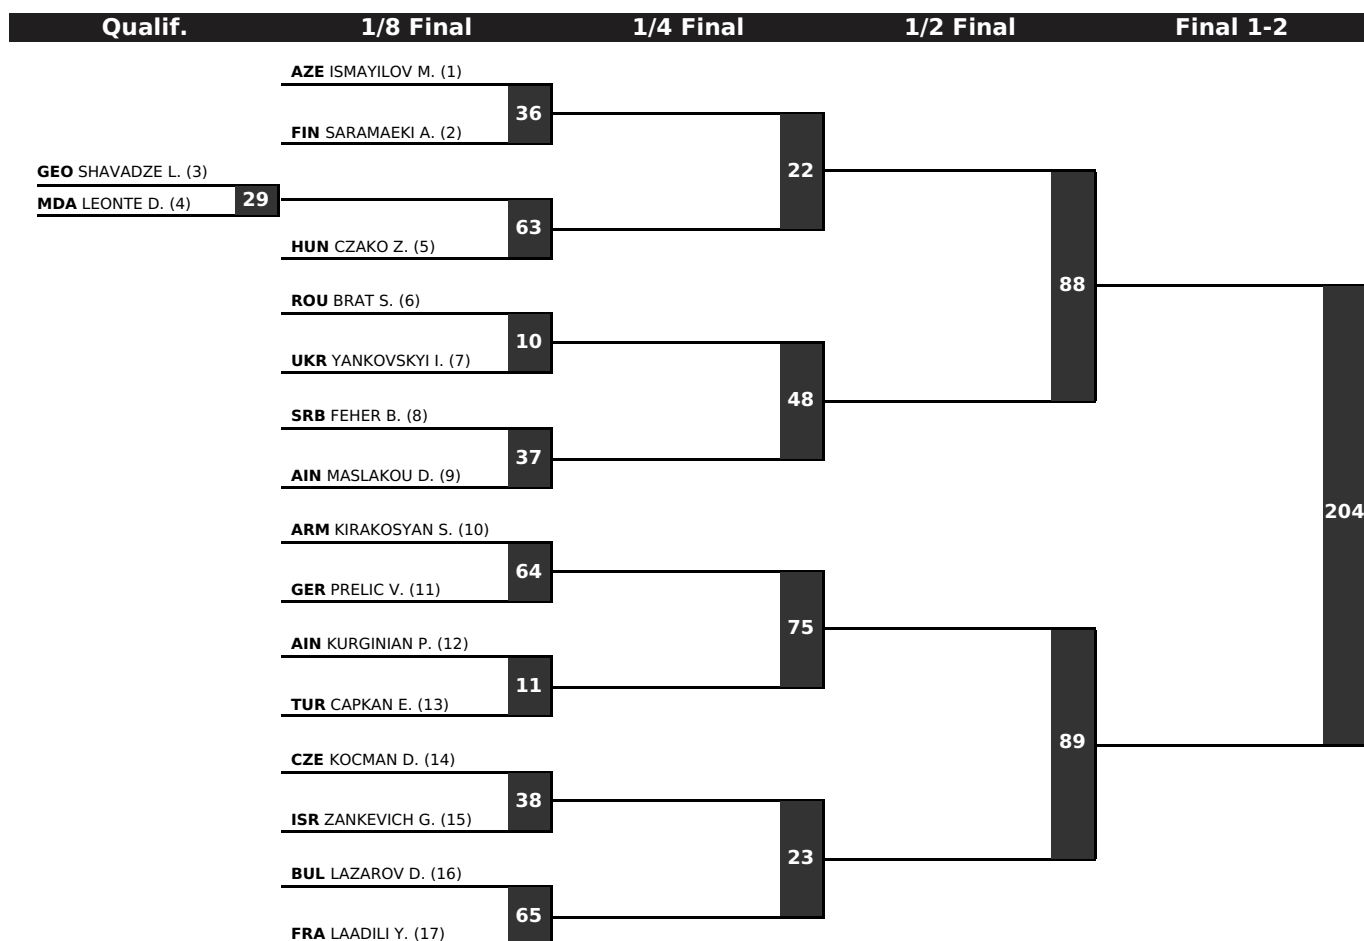 Qualif. 1/8 Final 1/4 Final 1/2 Final Final 1-2
AZE ISMAYILOV M. (1)
36
FIN SARAMAEKI A. (2)
22
GEO SHAVADZE L. (3)
29
MDA LEONTE D. (4)
63
HUN CZAKO Z. (5)
88
ROU BRAT S. (6)
10
UKR YANKOVSKYI I. (7)
48
SRB FEHER B. (8)
37
AIN MASLAKOU D. (9)
204
ARM KIRAKOSYAN S. (10)
64
GER PRELIC V. (11)
75
AIN KURGINIAN P. (12)
11
TUR CAPKAN E. (13)
89
CZE KOCMAN D. (14)
38
ISR ZANKEVICH G. (15)
23
BUL LAZAROV D. (16)
65
FRA LAADILI Y. (17)